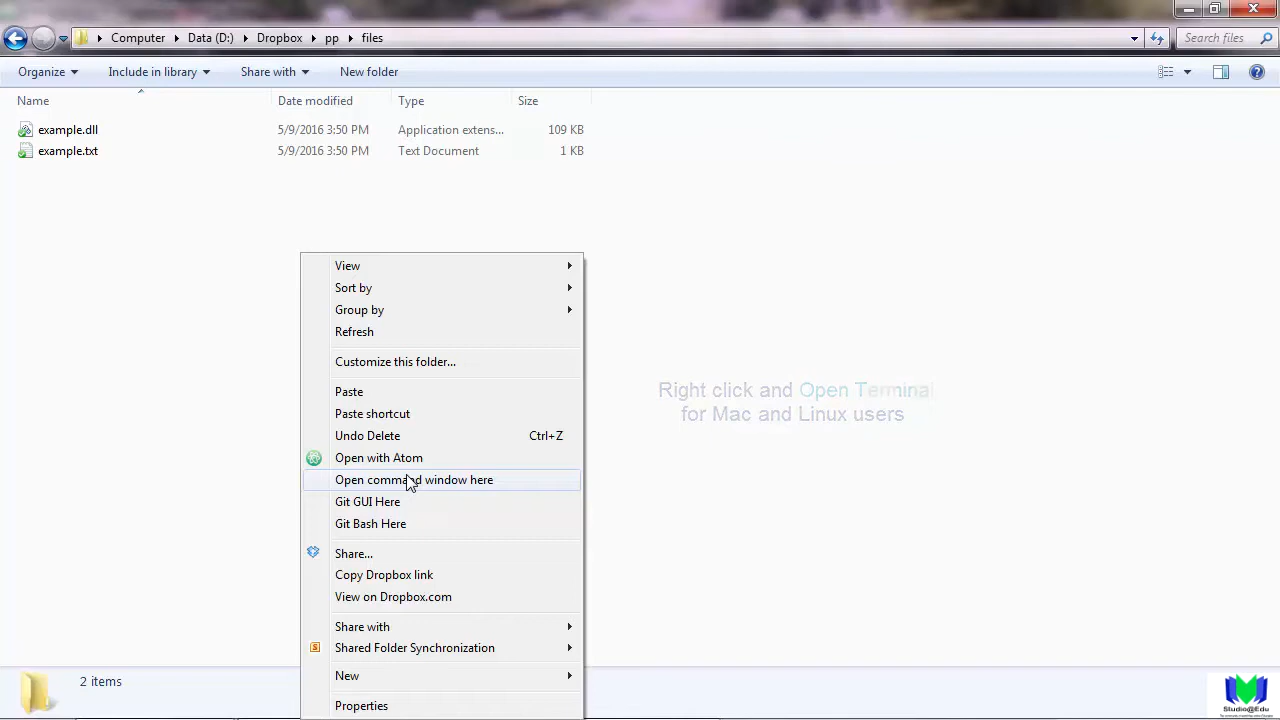 Computer
Data (D:)
Dropbox
pp
files
Search files
Organize
Include in library
Share with
New folder
Name
Date modified
Type
Size
example.dll
5/9/2016 3:50 PM
Application extens...
109 KB
example.txt
5/9/2016 3:50 PM
Text Document
1 KB
View
Sort by
Group by
Refresh
Customize this folder...
Paste
Paste shortcut
Undo Delete
Ctrl+Z
Open with Atom
Open command window here
Git GUI Here
Git Bash Here
Share...
Copy Dropbox link
View on Dropbox.com
Share with
Shared Folder Synchronization
New
Properties
Right click and Open Terminal
for Mac and Linux users
2 items
Studio@Edu